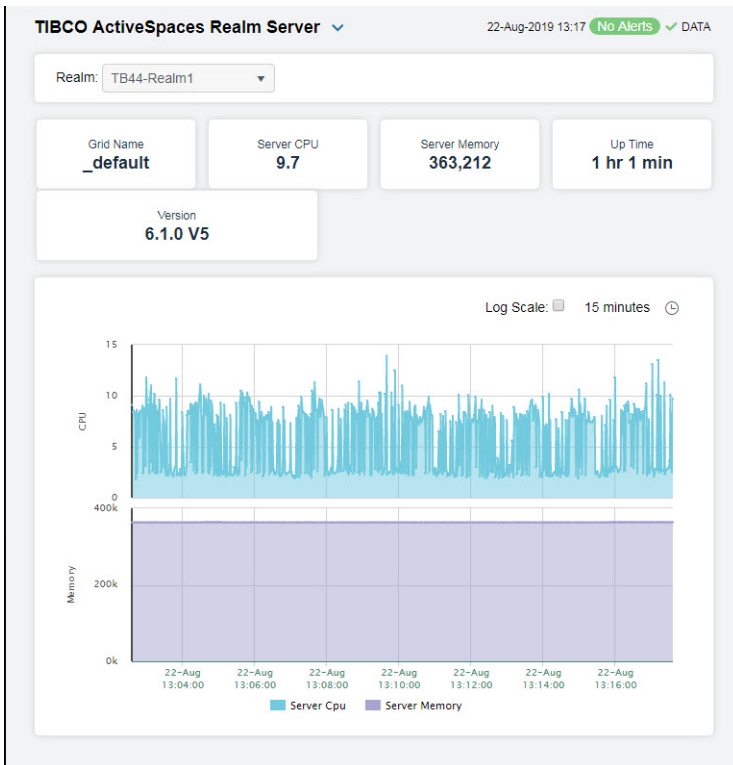 TIBCO ActiveSpaces Realm Server
22-Aug-2019 13:17 No Alerts DATA
Realm: TB44-Realm1
Grid Name
_default
Server CPU
9.7
Server Memory
363,212
Up Time
1 hr 1 min
Version
6.1.0 V5
Log Scale: 15 minutes
15
10
5
0
CPU
400k
200k
0k
Memory
22-Aug 22-Aug 22-Aug 22-Aug 22-Aug 22-Aug 22-Aug
13:04:00 13:06:00 13:08:00 13:10:00 13:12:00 13:14:00 13:16:00
Server Cpu Server Memory